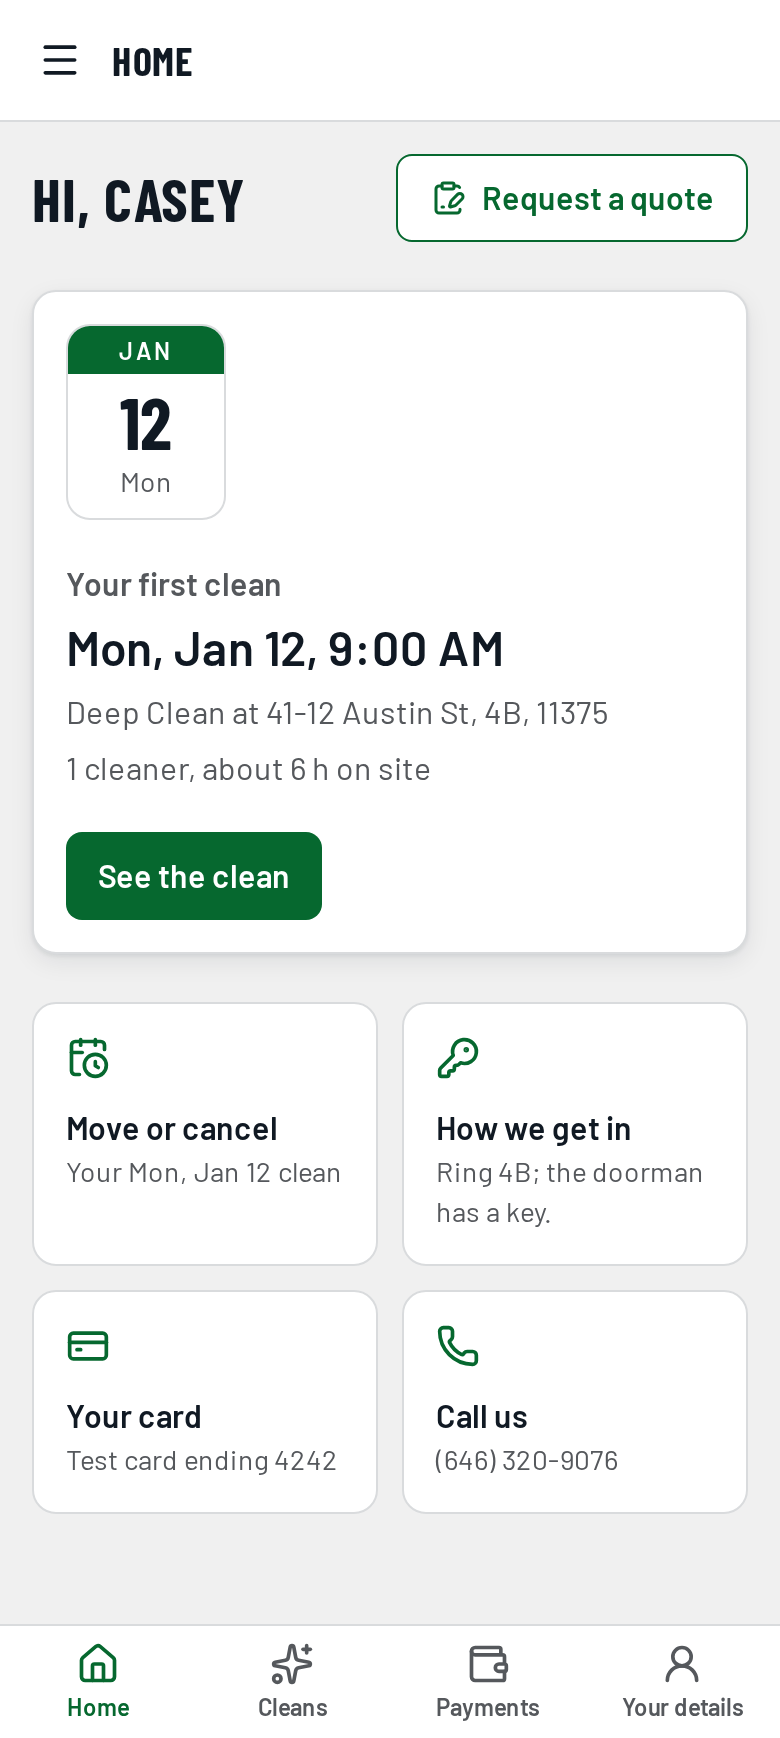 HOME
HI, CASEY
Request a quote
JAN
12
Mon
Your first clean
Mon, Jan 12, 9:00 AM
Deep Clean at 41-12 Austin St, 4B, 11375
1 cleaner, about 6 h on site
See the clean
Move or cancel
Your Mon, Jan 12 clean
How we get in
Ring 4B; the doorman
has a key.
Your card
Test card ending 4242
Call us
(646) 320-9076
Home
Cleans
Payments
Your details